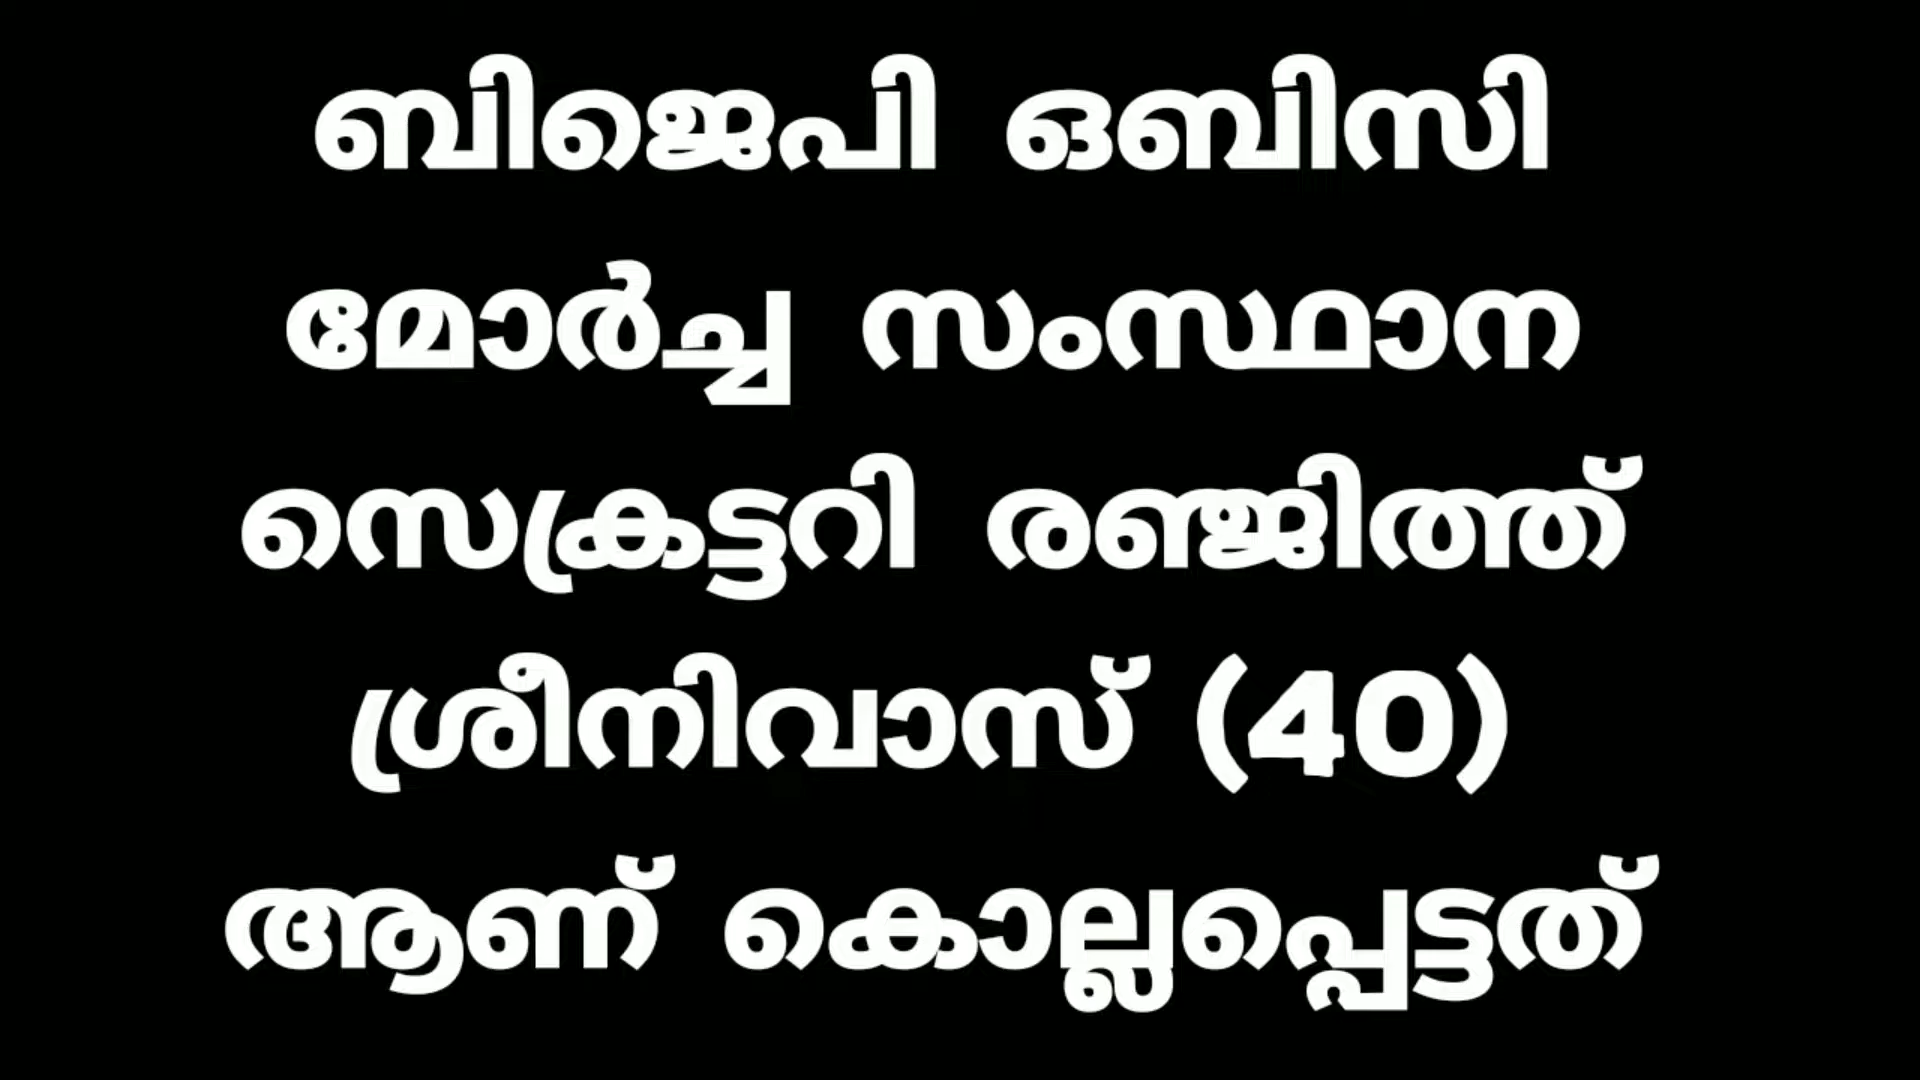 ബിജെപി ഒബിസി
മോർച്ച സംസ്ഥാന
സെക്രട്ടറി രഞ്ജിത്ത്
ശ്രീനിവാസ് (40)
ആണ് കൊല്ലപ്പെട്ടത്